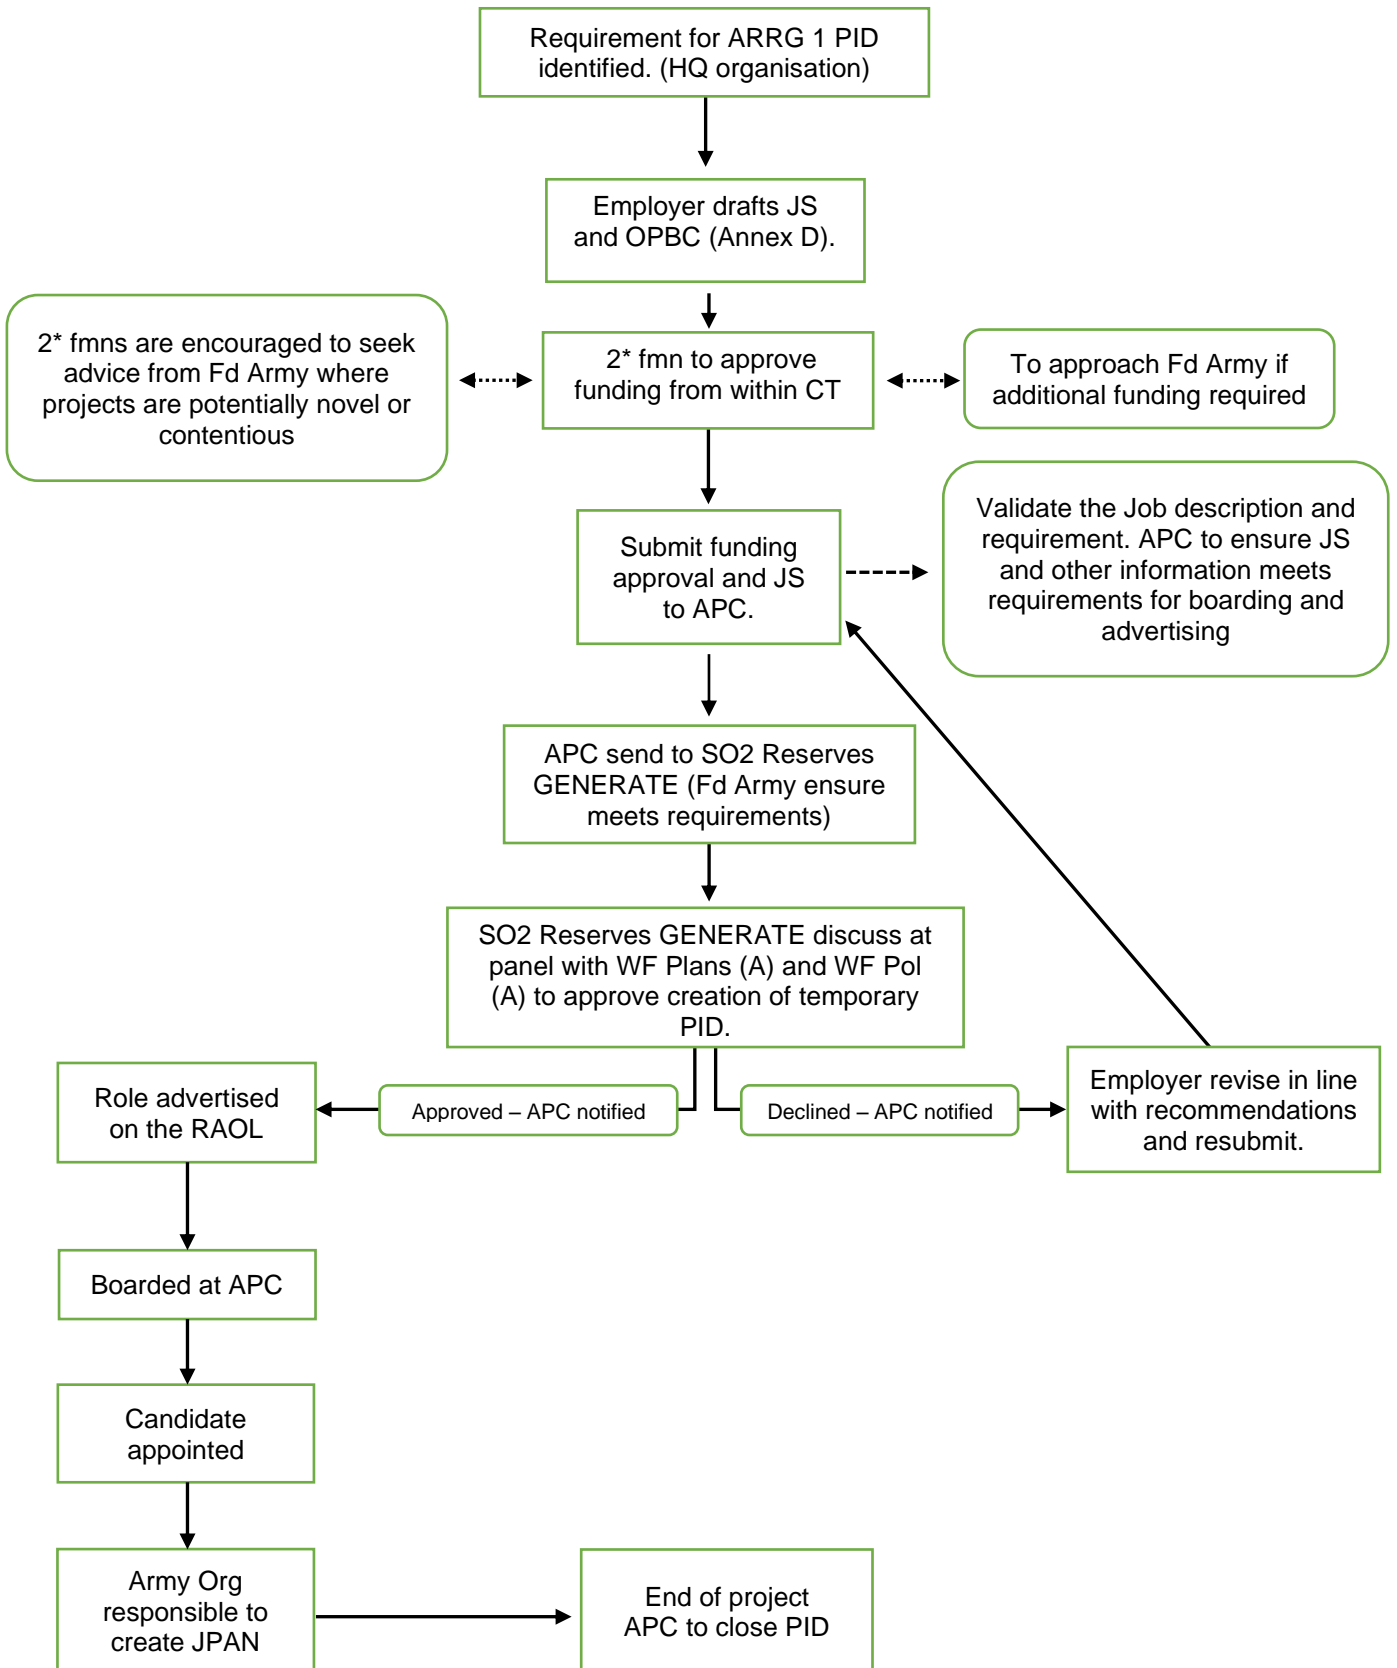 Requirement for ARRG 1 PID
identified. (HQ organisation)
Employer drafts JS
and OPBC (Annex D).
2* fmns are encouraged to seek
advice from Fd Army where
projects are potentially novel or
contentious
2* fmn to approve
funding from within CT
To approach Fd Army if
additional funding required
Submit funding
approval and JS
to APC.
Validate the Job description and
requirement. APC to ensure JS
and other information meets
requirements for boarding and
advertising
APC send to SO2 Reserves
GENERATE (Fd Army ensure
meets requirements)
SO2 Reserves GENERATE discuss at
panel with WF Plans (A) and WF Pol
(A) to approve creation of temporary
PID.
Role advertised
on the RAOL
Approved – APC notified
Declined – APC notified
Employer revise in line
with recommendations
and resubmit.
Boarded at APC
Candidate
appointed
Army Org
responsible to
create JPAN
End of project
APC to close PID